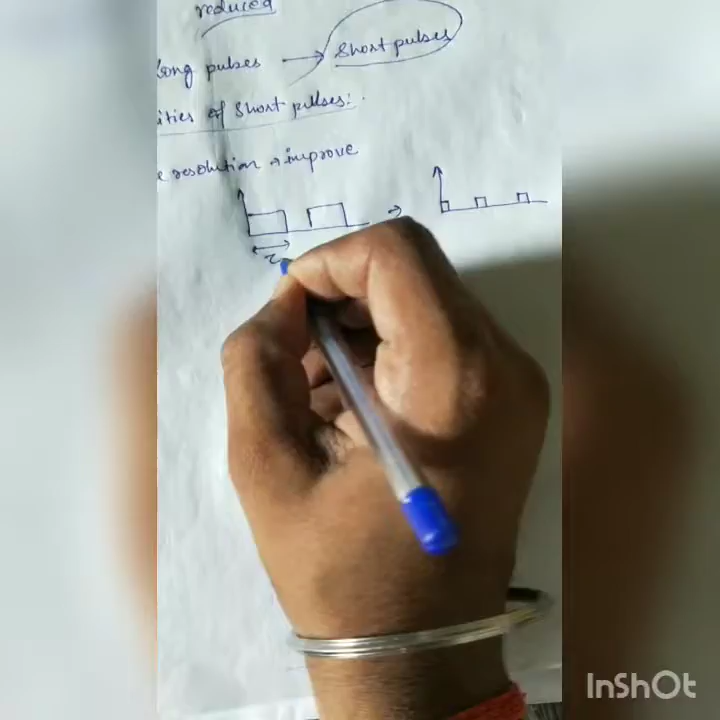 reduced
long pulses → Short pulses
ities of Short pulses:
e resolution → improve
τ
InShOt